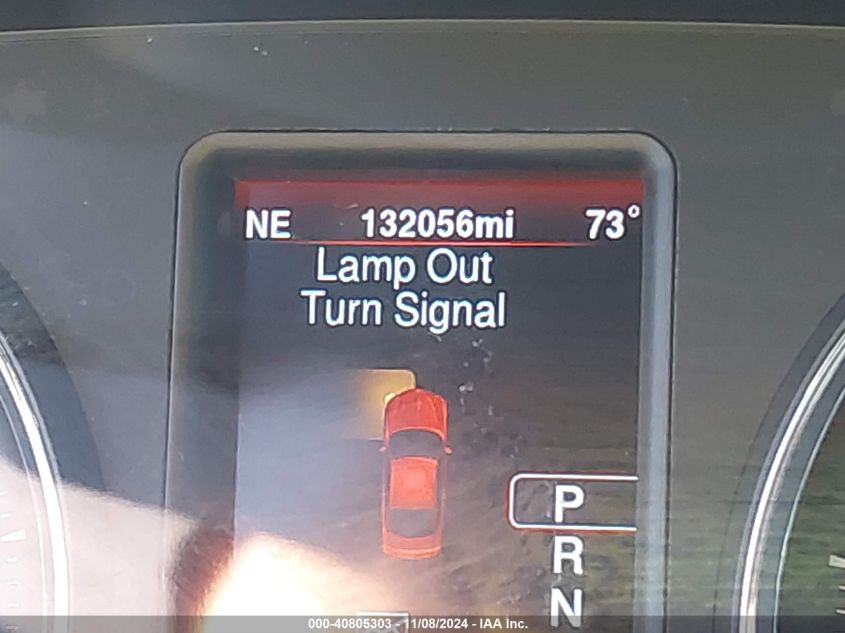 NE 132056mi 73°
Lamp Out
Turn Signal
P
R
N
000-40805303 - 11/08/2024 - IAA Inc.